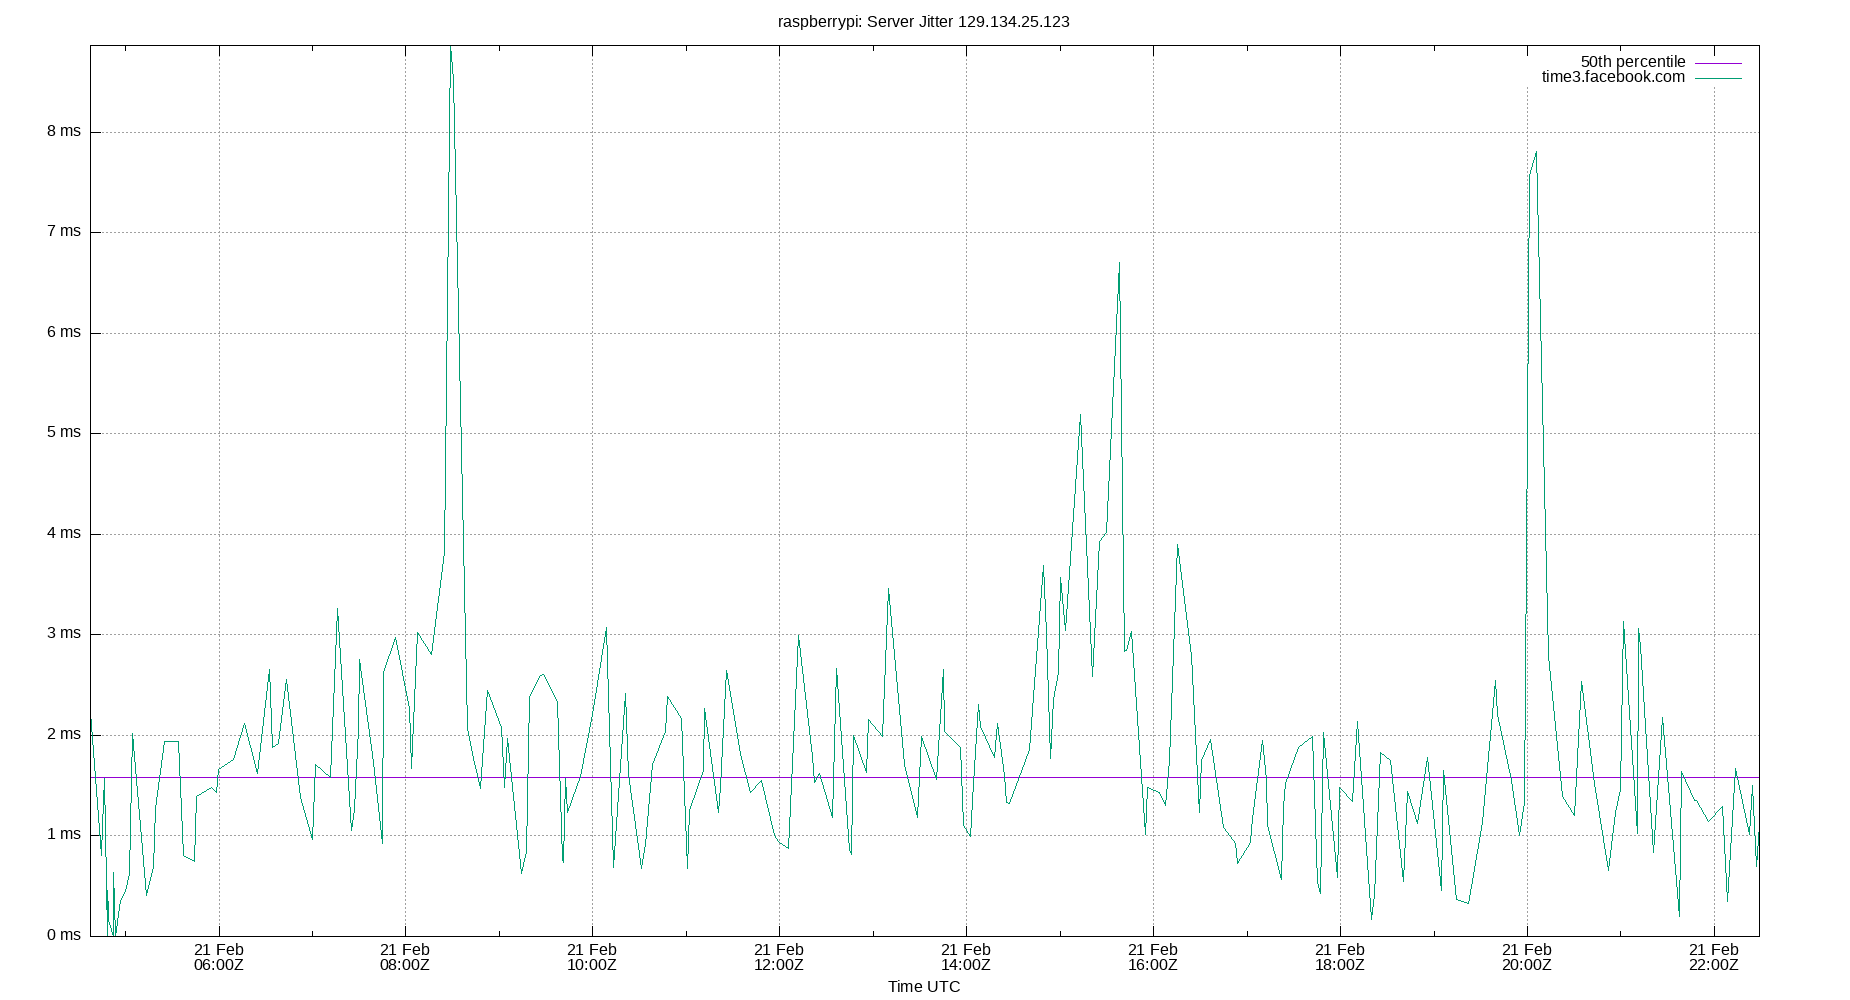 raspberrypi: Server Jitter 129.134.25.123
50th percentile
time3.facebook.com
8 ms
7 ms
6 ms
5 ms
4 ms
3 ms
2 ms
1 ms
0 ms
21 Feb 21 Feb 21 Feb 21 Feb 21 Feb 21 Feb 21 Feb 21 Feb 21 Feb
06:00Z 08:00Z 10:00Z 12:00Z 14:00Z 16:00Z 18:00Z 20:00Z 22:00Z
Time UTC